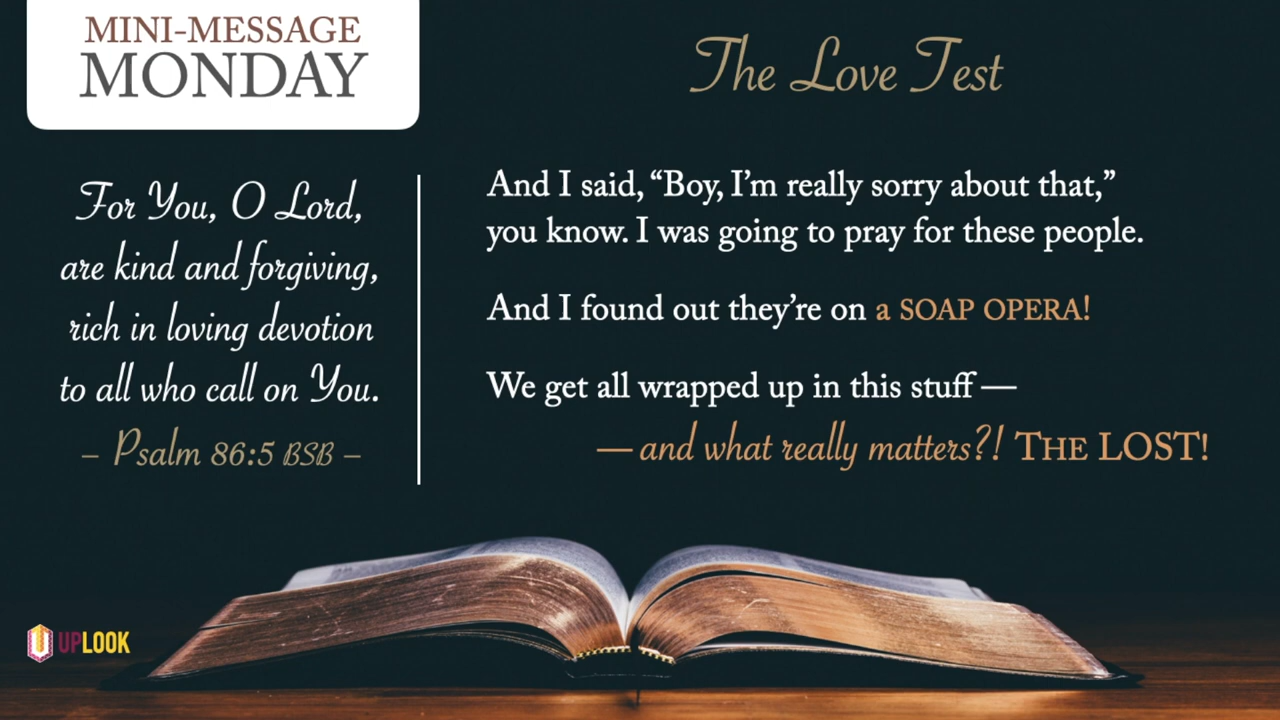 MINI-MESSAGE
MONDAY
The Love Test
For You, O Lord,
are kind and forgiving,
rich in loving devotion
to all who call on You.
– Psalm 86:5 BSB –
And I said, “Boy, I’m really sorry about that,”
you know. I was going to pray for these people.
And I found out they’re on a SOAP OPERA!
We get all wrapped up in this stuff —
— and what really matters?! THE LOST!
UPLOOK